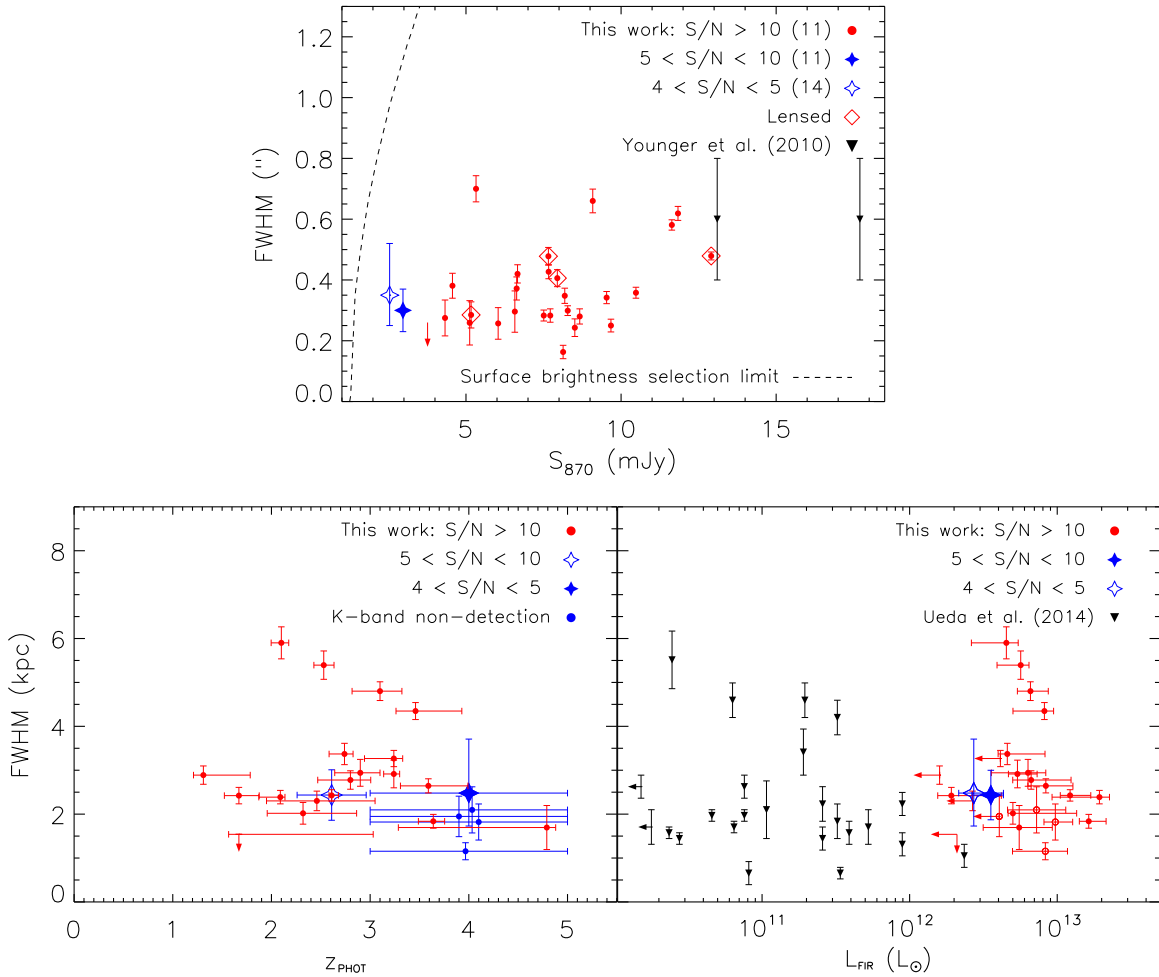 This work: S/N > 10 (11)
5 < S/N < 10 (11)
4 < S/N < 5 (14)
Lensed
Younger et al. (2010)
1.2
1.0
0.8
0.6
0.4
0.2
0.0
FWHM (")
Surface brightness selection limit
5
10
15
S870 (mJy)
This work: S/N > 10
5 < S/N < 10
4 < S/N < 5
K-band non-detection
8
6
4
2
0
FWHM (kpc)
0
1
2
3
4
5
zPHOT
This work: S/N > 10
5 < S/N < 10
4 < S/N < 5
Ueda et al. (2014)
10^11
10^12
10^13
LFIR (L⊙)